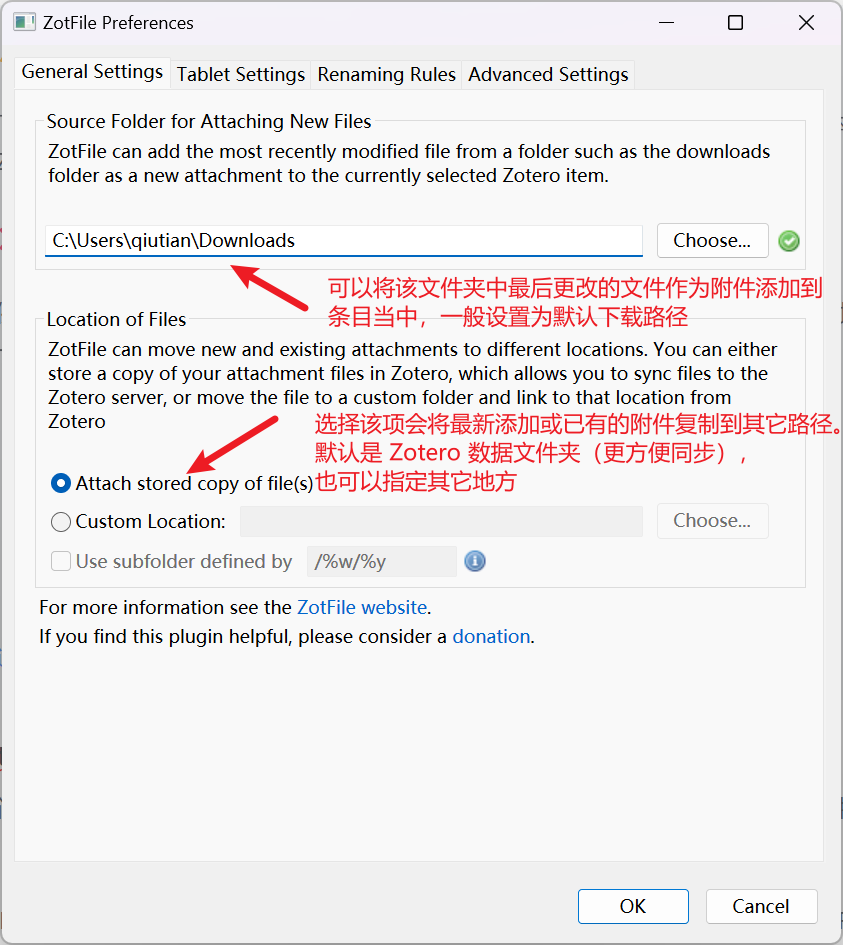 ZotFile Preferences
General Settings
Tablet Settings
Renaming Rules
Advanced Settings
Source Folder for Attaching New Files
ZotFile can add the most recently modified file from a folder such as the downloads
folder as a new attachment to the currently selected Zotero item.
C:\Users\qiutian\Downloads
Choose...
可以将该文件夹中最后更改的文件作为附件添加到
条目当中，一般设置为默认下载路径
Location of Files
ZotFile can move new and existing attachments to different locations. You can either
store a copy of your attachment files in Zotero, which allows you to sync files to the
Zotero server, or move the file to a custom folder and link to that location from
Zotero
选择该项会将最新添加或已有的附件复制到其它路径。
默认是 Zotero 数据文件夹（更方便同步），
也可以指定其它地方
Attach stored copy of file(s)
Custom Location:
Choose...
Use subfolder defined by
/%w/%y
For more information see the ZotFile website.
If you find this plugin helpful, please consider a donation.
OK
Cancel